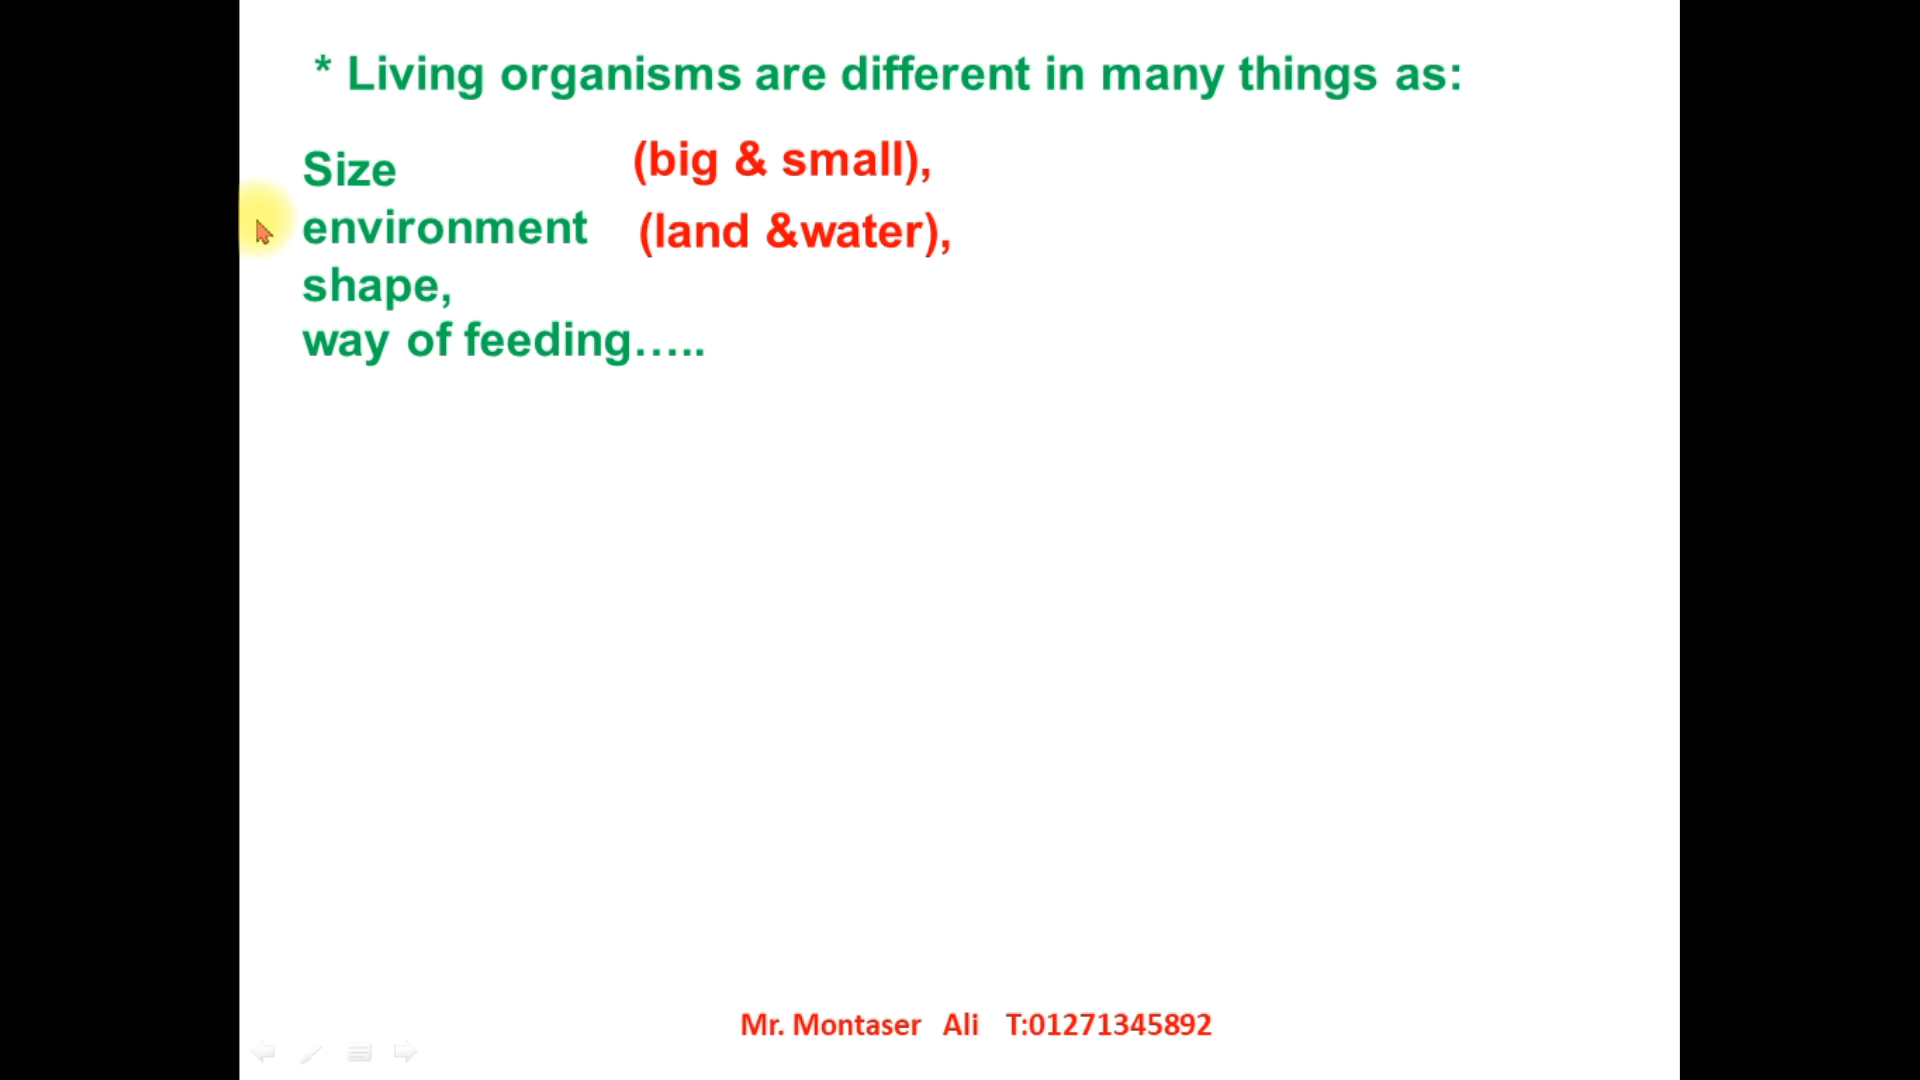 * Living organisms are different in many things as:
Size (big & small),
environment (land &water),
shape,
way of feeding.....
Mr. Montaser Ali T:01271345892